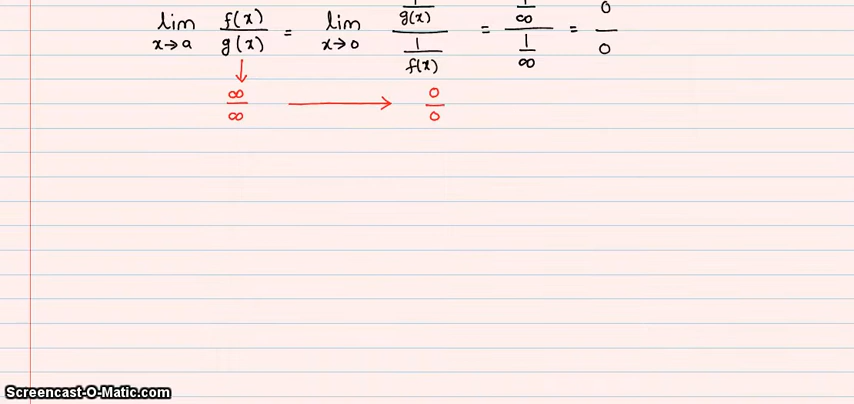 lim x→a f(x)/g(x) = lim x→0 (1/g(x))/(1/f(x)) = (1/∞)/(1/∞) = 0/0
↓
∞/∞ → 0/0
Screencast-O-Matic.com